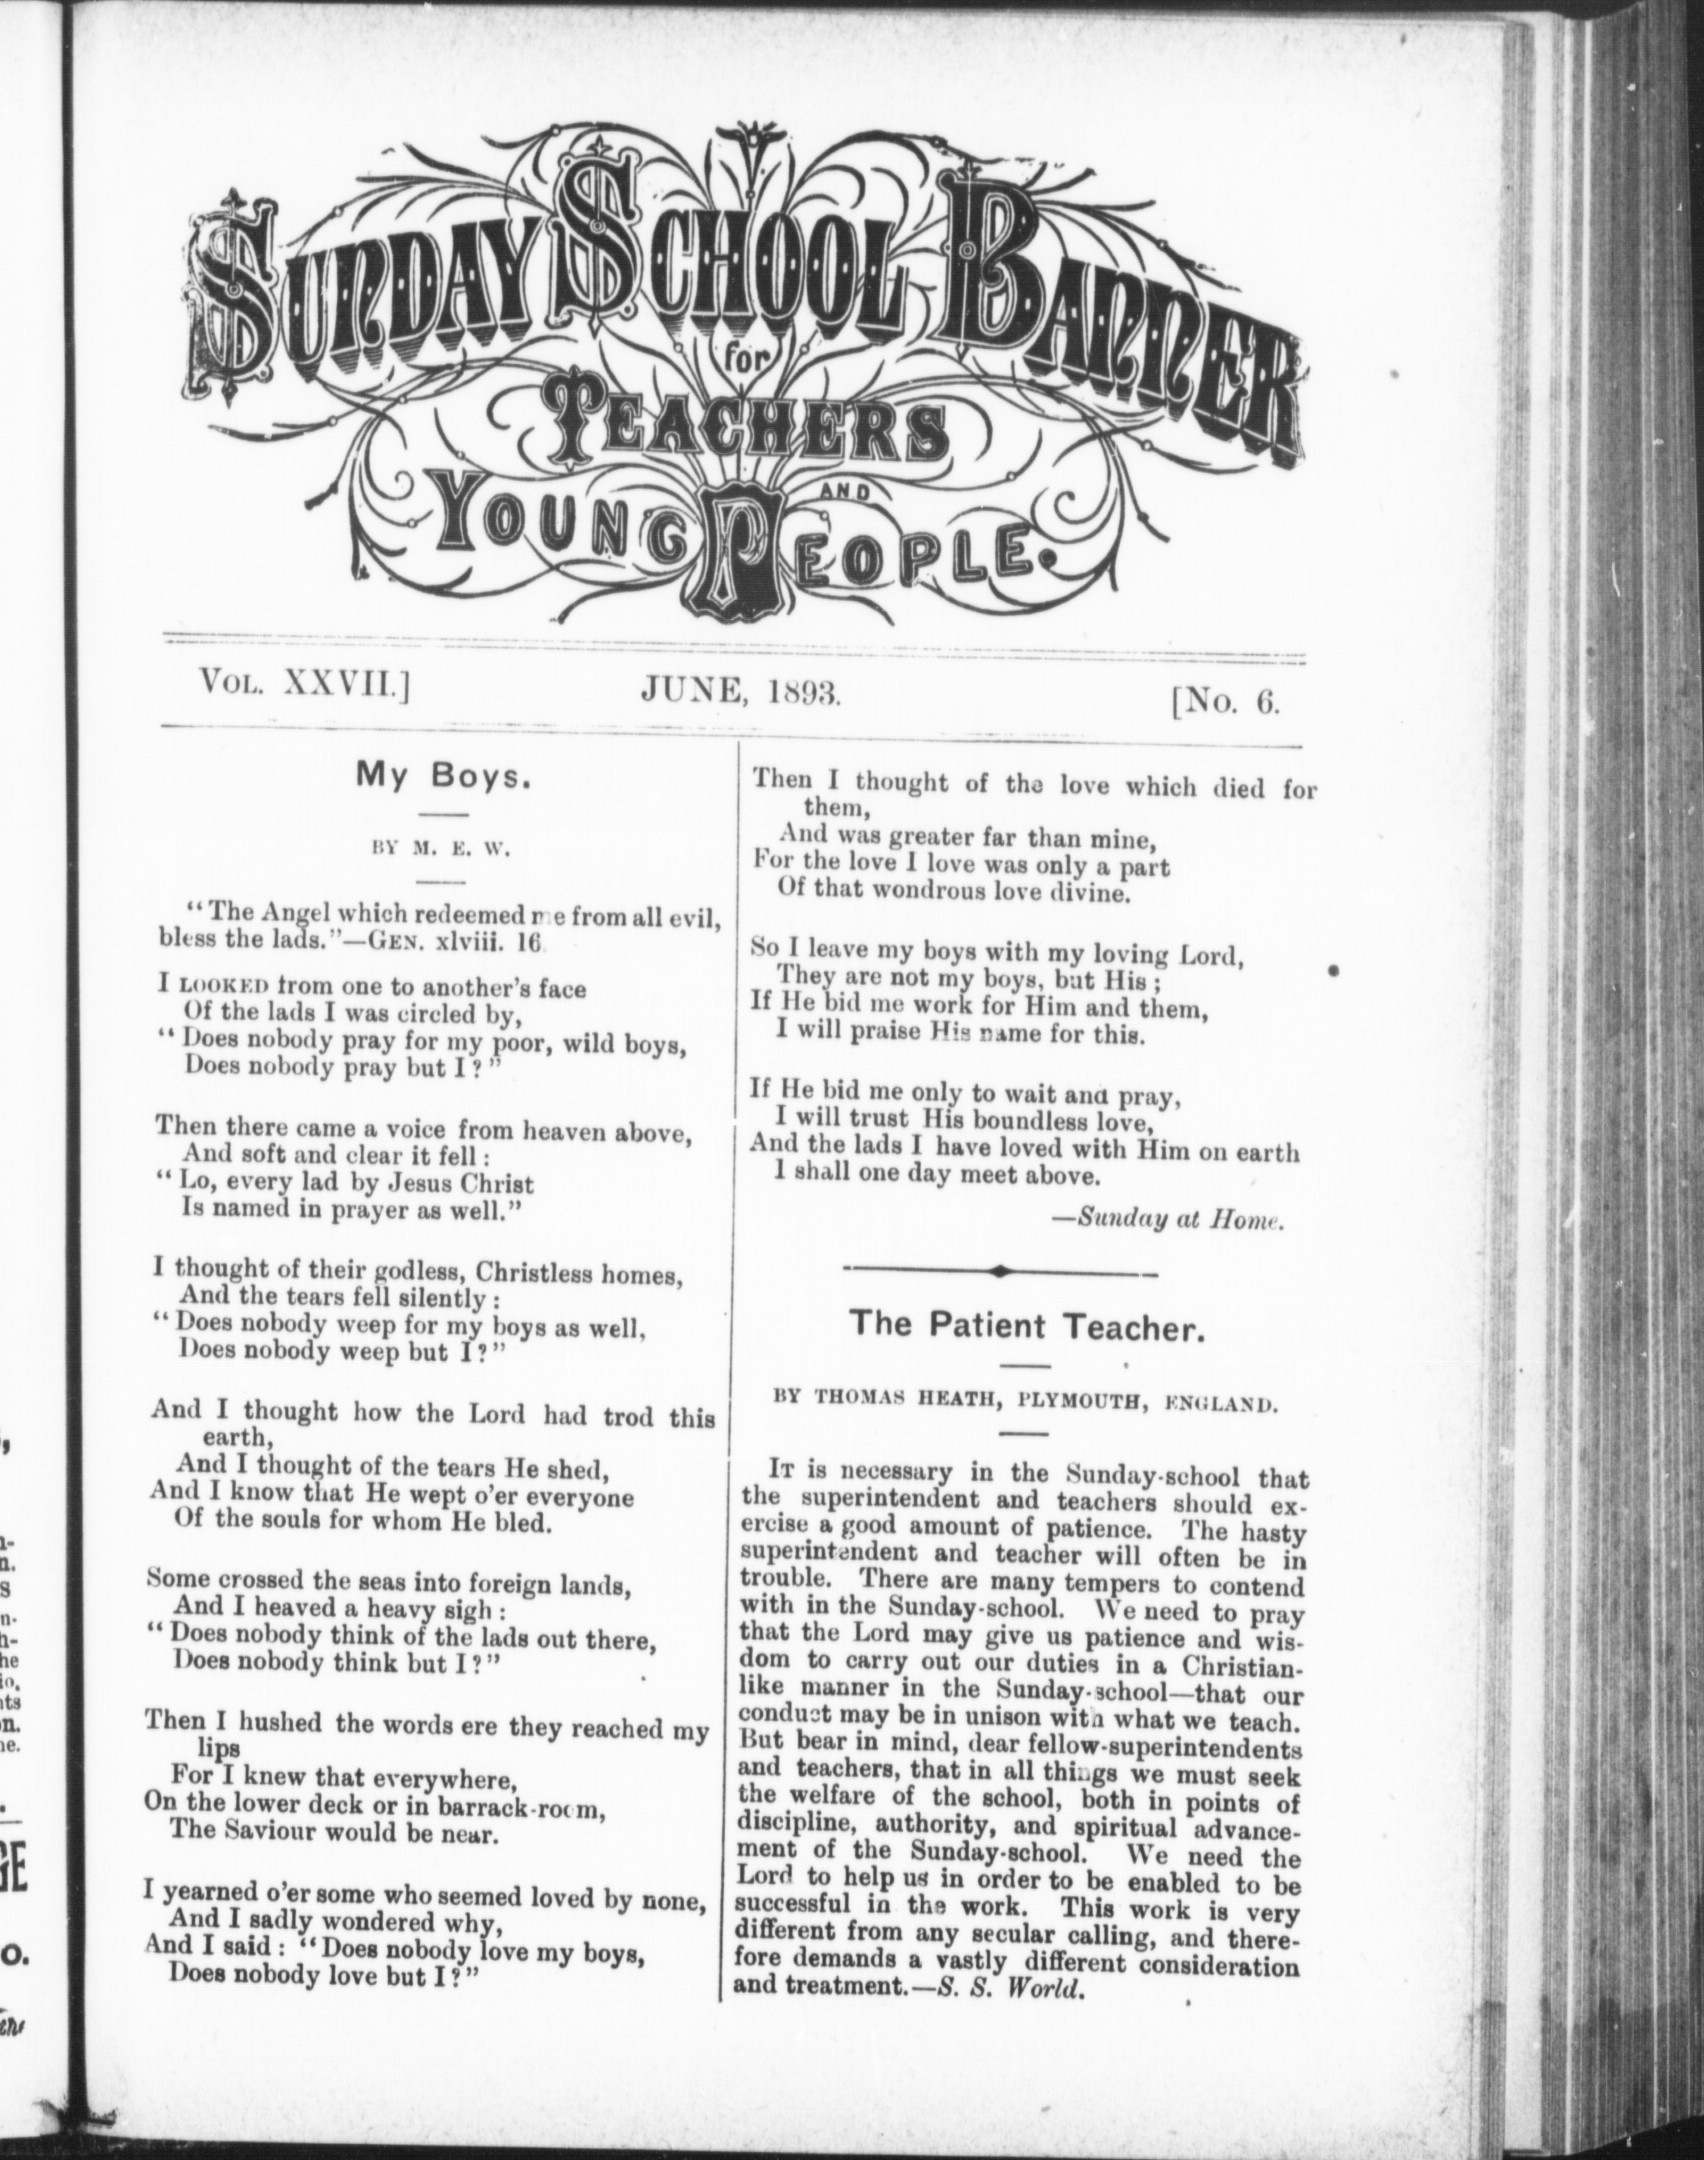 SUNDAY SCHOOL BANNER
for
TEACHERS
AND
YOUNG PEOPLE.
VOL. XXVII.] JUNE, 1893. [No. 6.
My Boys.
BY M. E. W.
“The Angel which redeemed me from all evil,
bless the lads.”—GEN. xlviii. 16
I LOOKED from one to another's face
Of the lads I was circled by,
“Does nobody pray for my poor, wild boys,
Does nobody pray but I?”
Then there came a voice from heaven above,
And soft and clear it fell:
“Lo, every lad by Jesus Christ
Is named in prayer as well.”
I thought of their godless, Christless homes,
And the tears fell silently:
“Does nobody weep for my boys as well,
Does nobody weep but I?”
And I thought how the Lord had trod this
earth,
And I thought of the tears He shed,
And I know that He wept o'er everyone
Of the souls for whom He bled.
Some crossed the seas into foreign lands,
And I heaved a heavy sigh:
“Does nobody think of the lads out there,
Does nobody think but I?”
Then I hushed the words ere they reached my
lips
For I knew that everywhere,
On the lower deck or in barrack-room,
The Saviour would be near.
I yearned o'er some who seemed loved by none,
And I sadly wondered why,
And I said: “Does nobody love my boys,
Does nobody love but I?”
Then I thought of the love which died for
them,
And was greater far than mine,
For the love I love was only a part
Of that wondrous love divine.
So I leave my boys with my loving Lord,
They are not my boys, but His;
If He bid me work for Him and them,
I will praise His name for this.
If He bid me only to wait and pray,
I will trust His boundless love,
And the lads I have loved with Him on earth
I shall one day meet above.
—Sunday at Home.
The Patient Teacher.
BY THOMAS HEATH, PLYMOUTH, ENGLAND.
IT is necessary in the Sunday-school that
the superintendent and teachers should ex-
ercise a good amount of patience. The hasty
superintendent and teacher will often be in
trouble. There are many tempers to contend
with in the Sunday-school. We need to pray
that the Lord may give us patience and wis-
dom to carry out our duties in a Christian-
like manner in the Sunday-school—that our
conduct may be in unison with what we teach.
But bear in mind, dear fellow-superintendents
and teachers, that in all things we must seek
the welfare of the school, both in points of
discipline, authority, and spiritual advance-
ment of the Sunday-school. We need the
Lord to help us in order to be enabled to be
successful in the work. This work is very
different from any secular calling, and there-
fore demands a vastly different consideration
and treatment.—S. S. World.